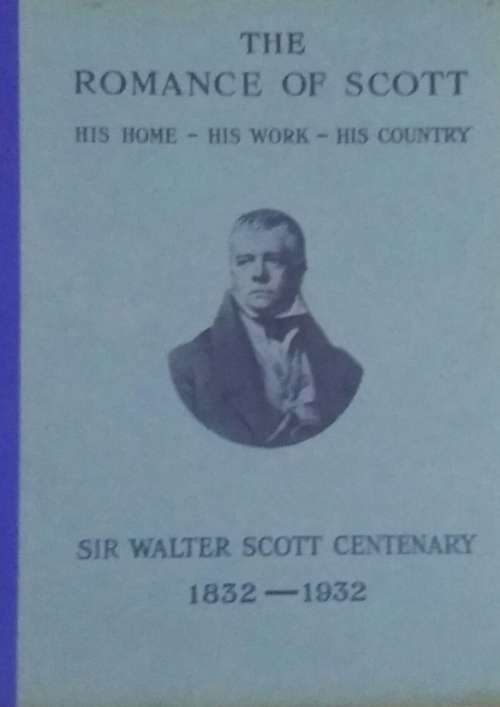 THE
ROMANCE OF SCOTT
HIS HOME – HIS WORK – HIS COUNTRY
SIR WALTER SCOTT CENTENARY
1832 — 1932